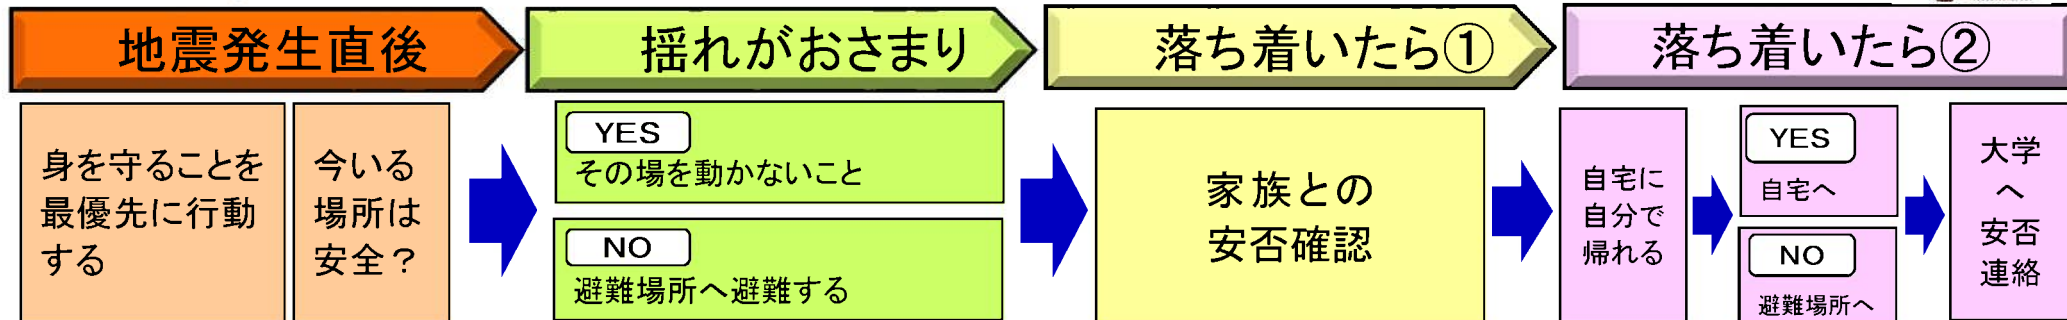 地震発生直後
揺れがおさまり
落ち着いたら①
落ち着いたら②
身を守ることを
最優先に行動
する
今いる
場所は
安全？
YES
その場を動かないこと
NO
避難場所へ避難する
家族との
安否確認
自宅に
自分で
帰れる
YES
自宅へ
NO
避難場所へ
大学
へ
安否
連絡